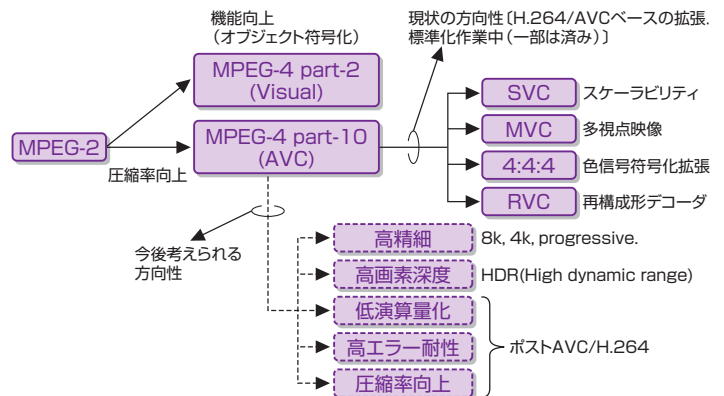 機能向上
(オブジェクト符号化)
現状の方向性〔H.264/AVCベースの拡張.
標準化作業中(一部は済み)〕
MPEG-2
MPEG-4 part-2
(Visual)
MPEG-4 part-10
(AVC)
圧縮率向上
SVC スケーラビリティ
MVC 多視点映像
4:4:4 色信号符号化拡張
RVC 再構成形デコーダ
今後考えられる
方向性
高精細 8k, 4k, progressive.
高画素深度 HDR(High dynamic range)
低演算量化
高エラー耐性
圧縮率向上
ポストAVC/H.264